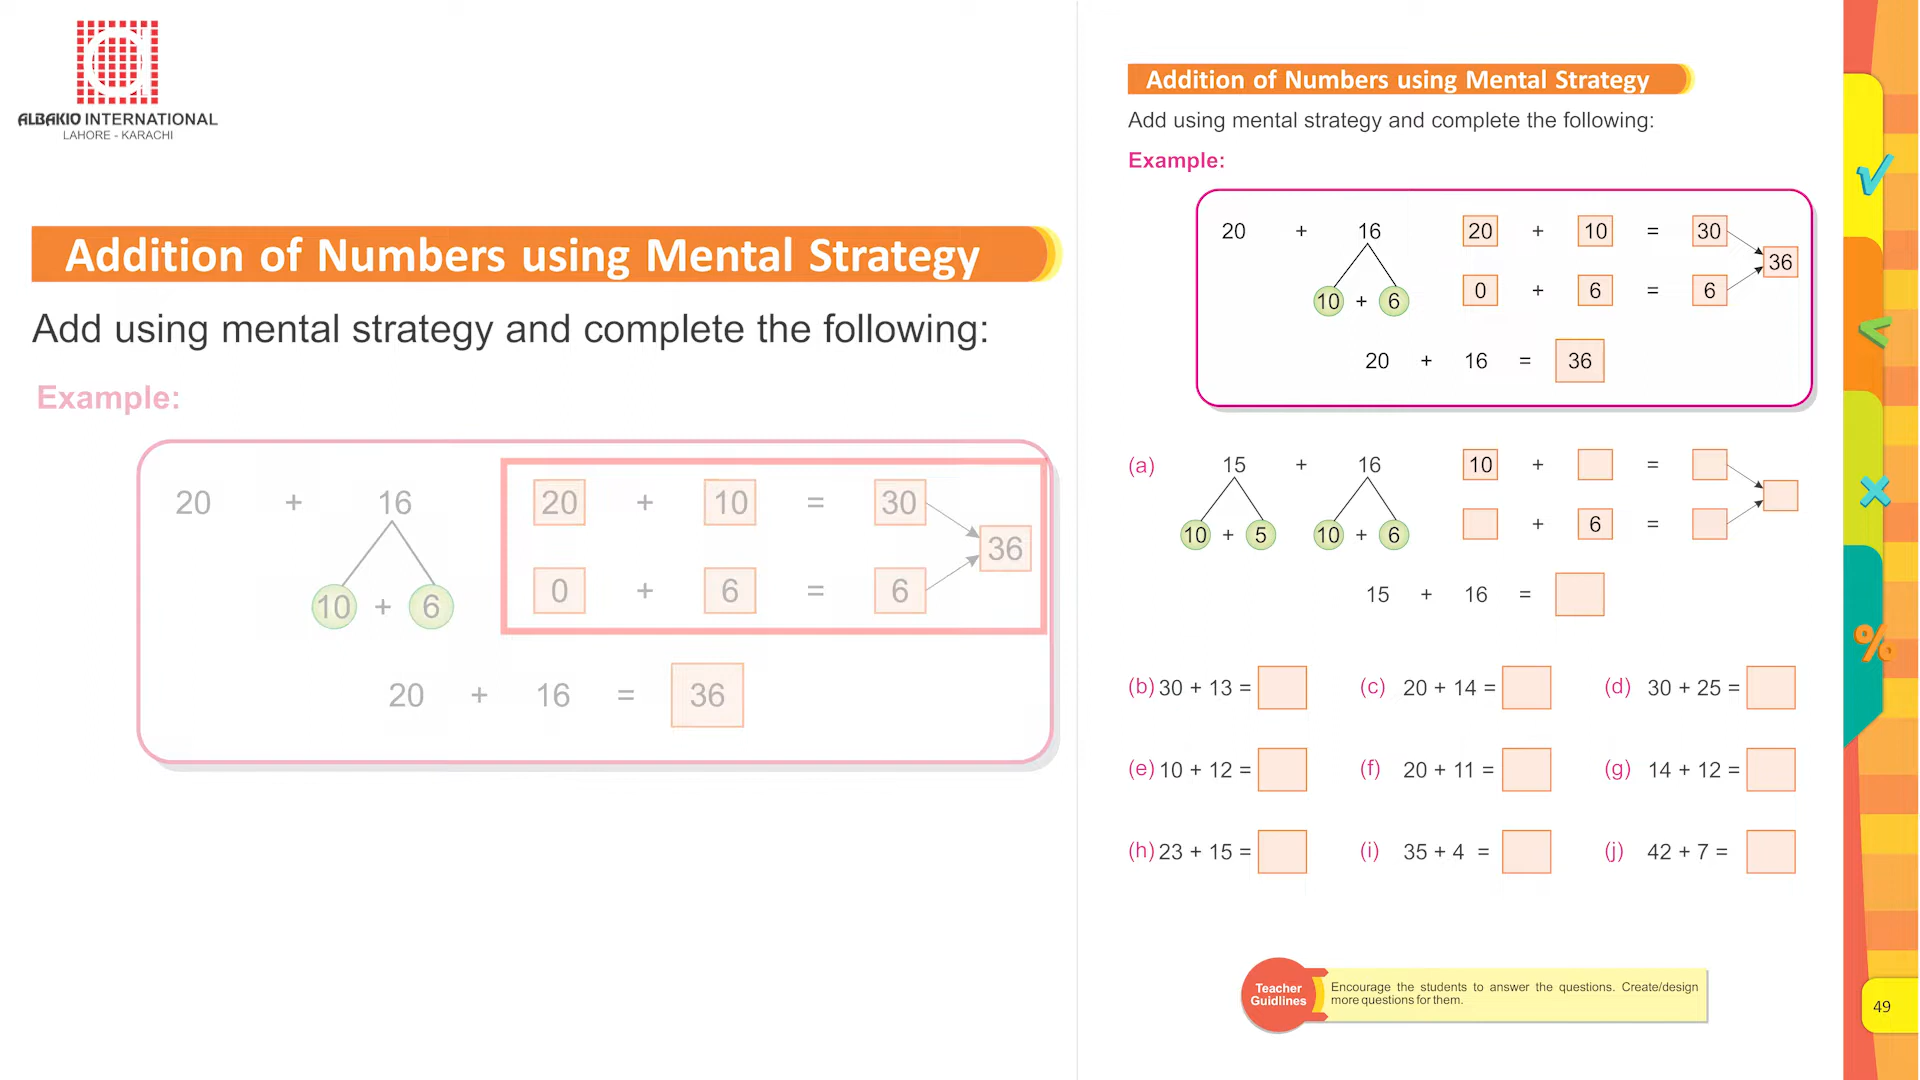 ALBAKIO INTERNATIONAL
LAHORE - KARACHI
Addition of Numbers using Mental Strategy
Add using mental strategy and complete the following:
Example:
20 + 16 20 + 10 = 30
36
10 + 6 0 + 6 = 6
20 + 16 = 36
Addition of Numbers using Mental Strategy
Add using mental strategy and complete the following:
Example:
20 + 16 20 + 10 = 30
36
10 + 6 0 + 6 = 6
20 + 16 = 36
(a) 15 + 16 10 + =
10 + 5 10 + 6 + 6 =
15 + 16 =
(b) 30 + 13 = (c) 20 + 14 = (d) 30 + 25 =
(e) 10 + 12 = (f) 20 + 11 = (g) 14 + 12 =
(h) 23 + 15 = (i) 35 + 4 = (j) 42 + 7 =
Teacher
Guidlines
Encourage the students to answer the questions. Create/design
more questions for them.
√
<
×
%
49